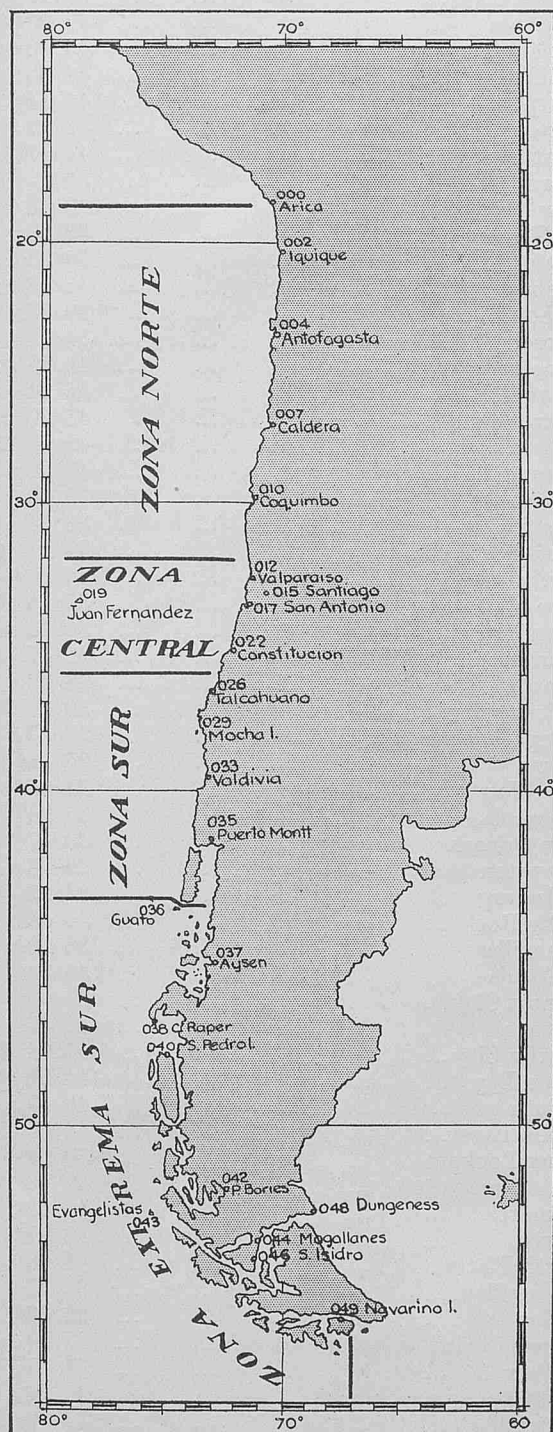 80°
70°
60°
000
Arica
20°
20°
002
Iquique
ZONA NORTE
004
Antofagasta
007
Caldera
010
Coquimbo
30°
30°
012
Valparaiso
ZONA
019
Juan Fernandez
015 Santiago
017 San Antonio
CENTRAL
022
Constitucion
026
Talcahuano
029
Mocha I.
ZONA SUR
033
Valdivia
40°
40°
035
Puerto Montt
036
Guafo
037
Aysen
038 C. Raper
040 S. Pedro I.
50°
50°
042
P. Bories
Evangelistas
043
048 Dungeness
044 Magallanes
046 S. Isidro
049 Navarino I.
ZONA EXTREMA SUR
80°
70°
60